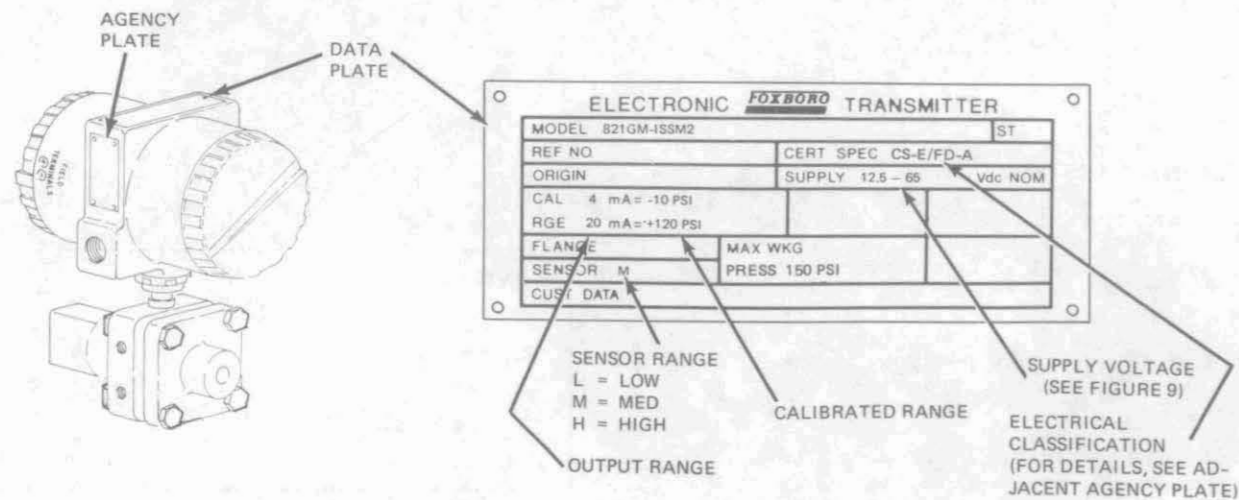 AGENCY
PLATE
DATA
PLATE
FIELD
TERMINALS
ELECTRONIC FOXBORO TRANSMITTER
MODEL 821GM-ISSM2 ST
REF NO. CERT SPEC CS-E/FD-A
ORIGIN SUPPLY 12.5 – 65 Vdc NOM
CAL 4 mA = -10 PSI
RGE 20 mA = +120 PSI
FLANGE MAX WKG
SENSOR M PRESS 150 PSI
CUST DATA
SENSOR RANGE
L = LOW
M = MED
H = HIGH
OUTPUT RANGE
CALIBRATED RANGE
SUPPLY VOLTAGE
(SEE FIGURE 9)
ELECTRICAL
CLASSIFICATION
(FOR DETAILS, SEE AD-
JACENT AGENCY PLATE)